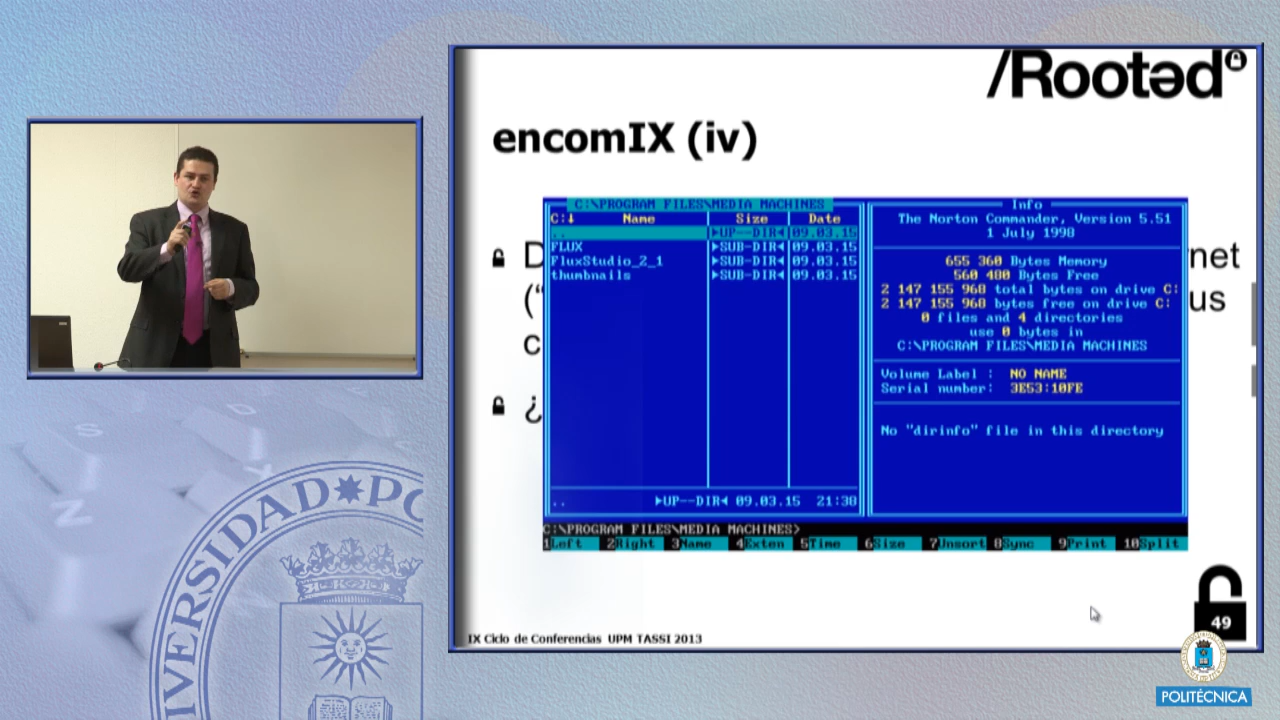 /Rootəd
encomIX (iv)
C:\PROGRAM FILES\MEDIA MACHINES
C:↓ Name Size Date
.. ►UP--DIR◄ 09.03.15
FLUX ►SUB-DIR◄ 09.03.15
FluxStudio_2_1 ►SUB-DIR◄ 09.03.15
thumbnails ►SUB-DIR◄ 09.03.15
.. ►UP--DIR◄ 09.03.15 21:38
Info
The Norton Commander, Version 5.51
1 July 1998
655 360 Bytes Memory
560 480 Bytes Free
2 147 155 968 total bytes on drive C:
2 147 155 968 bytes free on drive C:
0 files and 4 directories
use 0 bytes in
C:\PROGRAM FILES\MEDIA MACHINES
Volume Label : NO NAME
Serial number: 3E53:10FE
No "dirinfo" file in this directory
C:\PROGRAM FILES\MEDIA MACHINES>
1Left 2Right 3Name 4Exten 5Time 6Size 7Unsort 8Sync 9Print 10Split
D
net
("
us
c
¿
49
IX Ciclo de Conferencias UPM TASSI 2013
POLITÉCNICA
IVERSIDAD PO
S
Z